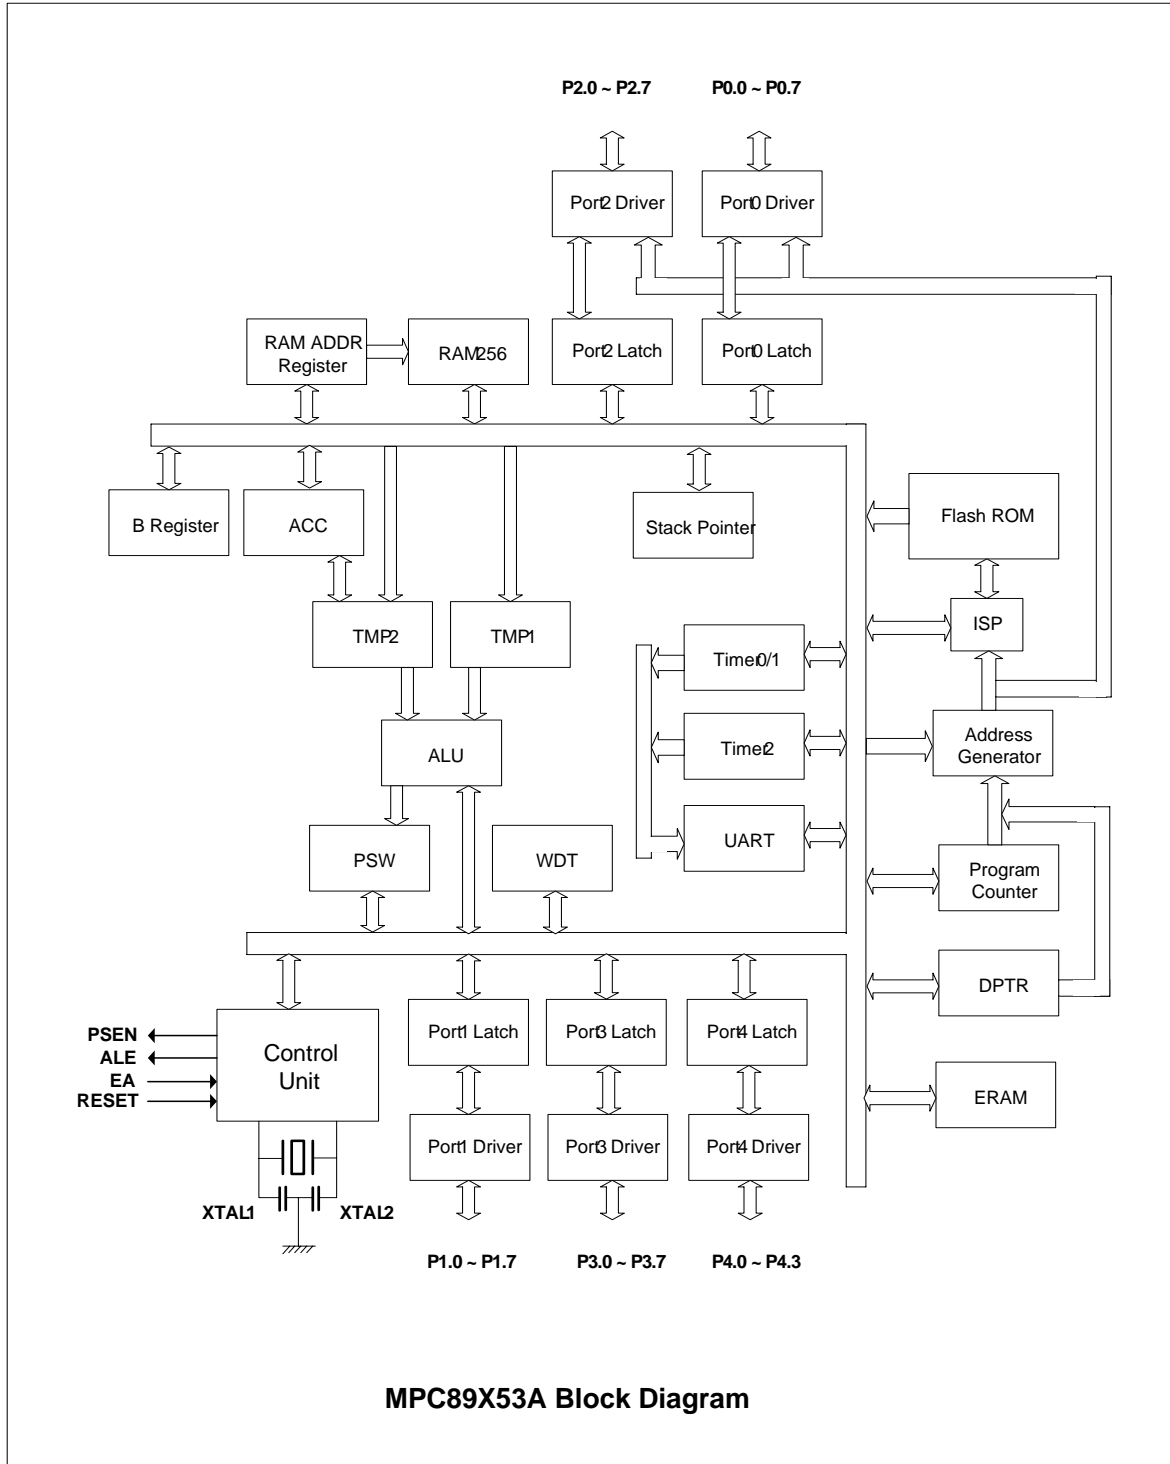 P2.0 ~ P2.7
P0.0 ~ P0.7
Port2 Driver
Port0 Driver
RAM ADDR
Register
RAM256
Port2 Latch
Port0 Latch
B Register
ACC
Stack Pointer
Flash ROM
TMP2
TMP1
ISP
Timer0/1
ALU
Timer2
Address
Generator
PSW
WDT
UART
Program
Counter
DPTR
PSEN
ALE
EA
RESET
Control
Unit
Port1 Latch
Port3 Latch
Port4 Latch
ERAM
Port1 Driver
Port3 Driver
Port4 Driver
XTAL1
XTAL2
P1.0 ~ P1.7
P3.0 ~ P3.7
P4.0 ~ P4.3
MPC89X53A Block Diagram